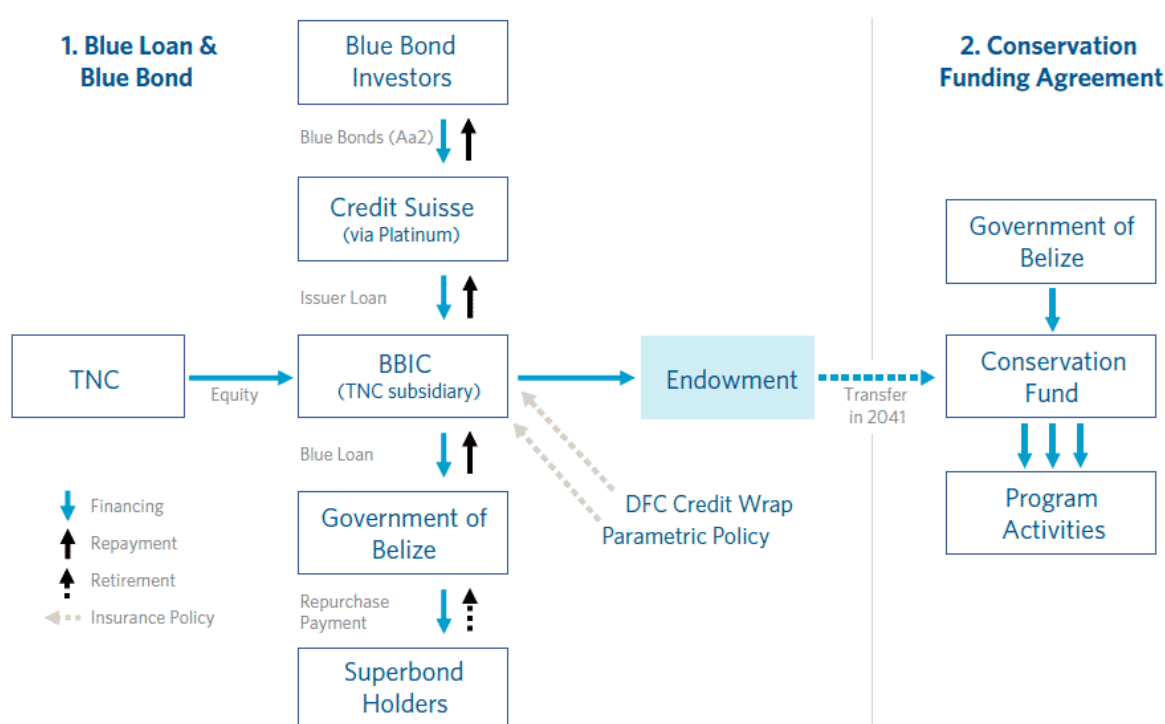 1. Blue Loan &
Blue Bond
Blue Bond
Investors
2. Conservation
Funding Agreement
Blue Bonds (Aa2)
Credit Suisse
(via Platinum)
Government of
Belize
Issuer Loan
TNC
Equity
BBIC
(TNC subsidiary)
Endowment
Transfer
in 2041
Conservation
Fund
Blue Loan
Financing
Repayment
Retirement
Insurance Policy
Government of
Belize
DFC Credit Wrap
Parametric Policy
Program
Activities
Repurchase
Payment
Superbond
Holders